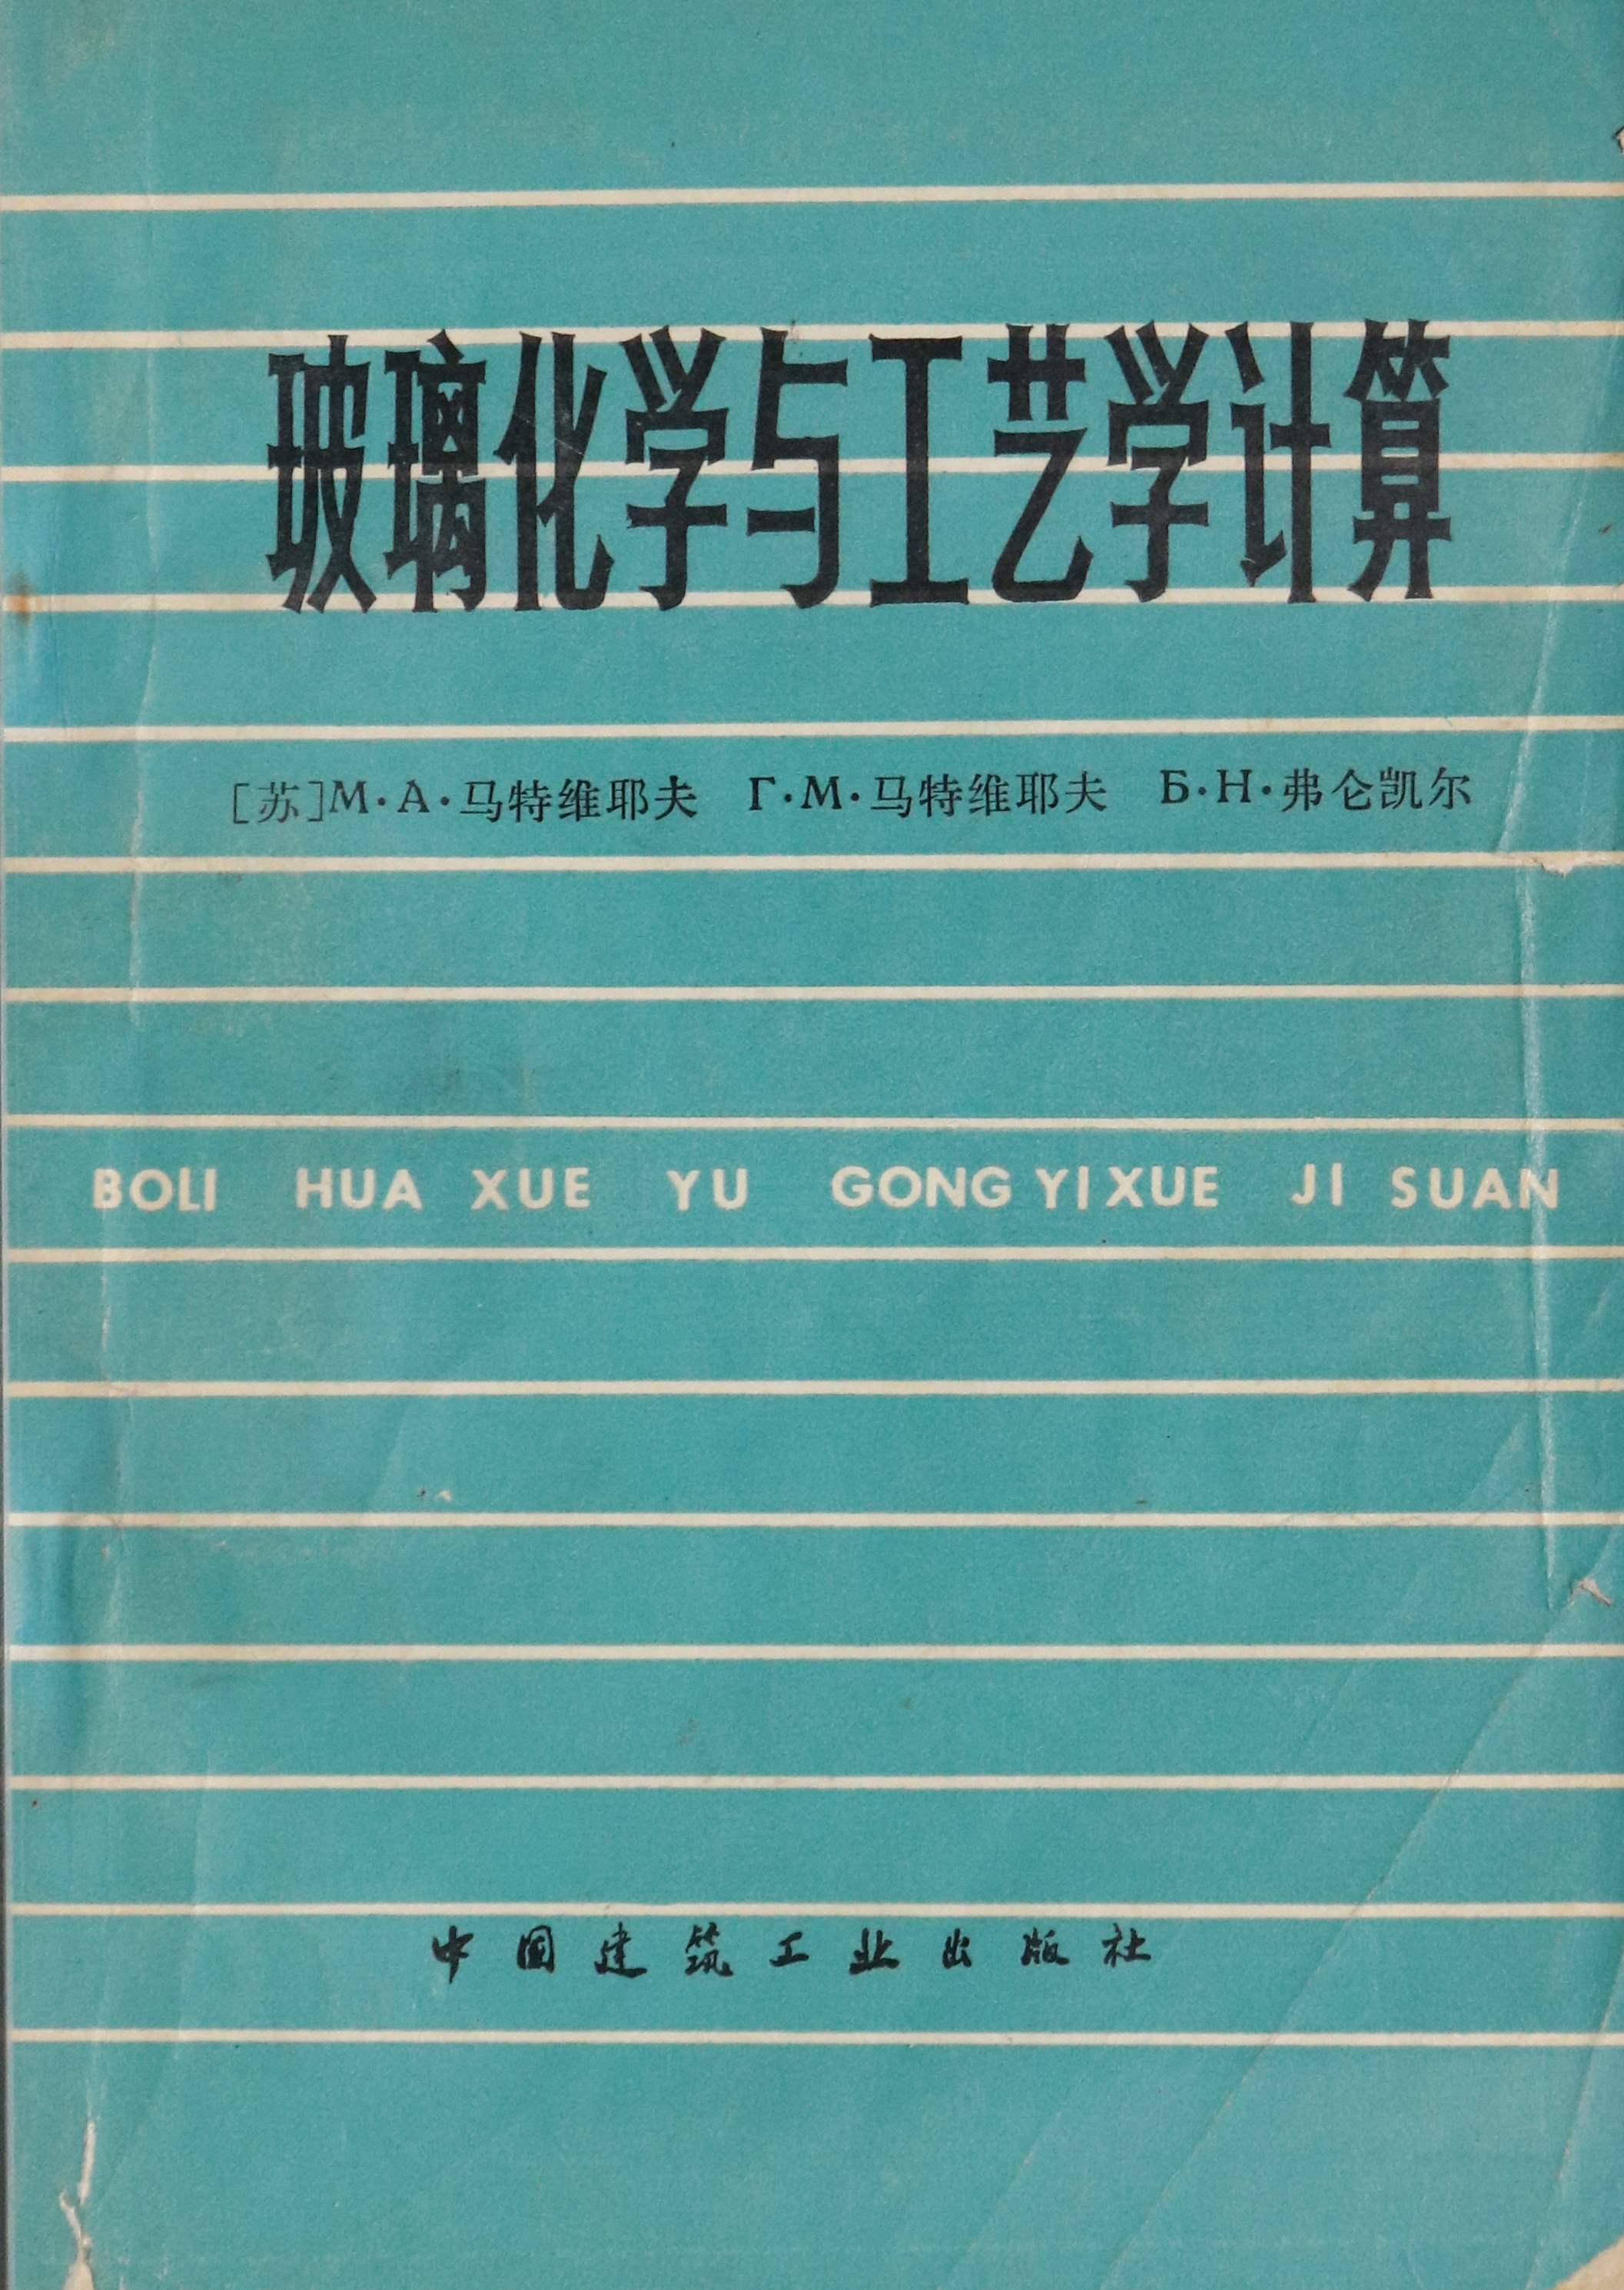 玻璃化学与工艺学计算
[苏]М·А·马特维耶夫 Г·М·马特维耶夫 Б·Н·弗仑凯尔
BOLI HUA XUE YU GONG YI XUE JI SUAN
中国建筑工业出版社